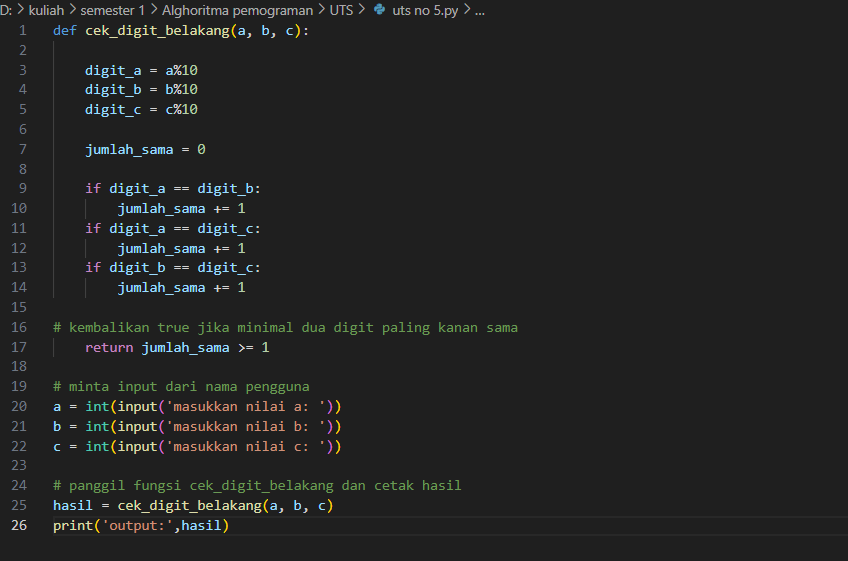 D: > kuliah > semester 1 > Alghoritma pemograman > UTS > uts no 5.py > ...
1 def cek_digit_belakang(a, b, c):
2
3     digit_a = a%10
4     digit_b = b%10
5     digit_c = c%10
6
7     jumlah_sama = 0
8
9     if digit_a == digit_b:
10         jumlah_sama += 1
11     if digit_a == digit_c:
12         jumlah_sama += 1
13     if digit_b == digit_c:
14         jumlah_sama += 1
15
16 # kembalikan true jika minimal dua digit paling kanan sama
17     return jumlah_sama >= 1
18
19 # minta input dari nama pengguna
20 a = int(input('masukkan nilai a: '))
21 b = int(input('masukkan nilai b: '))
22 c = int(input('masukkan nilai c: '))
23
24 # panggil fungsi cek_digit_belakang dan cetak hasil
25 hasil = cek_digit_belakang(a, b, c)
26 print('output:',hasil)